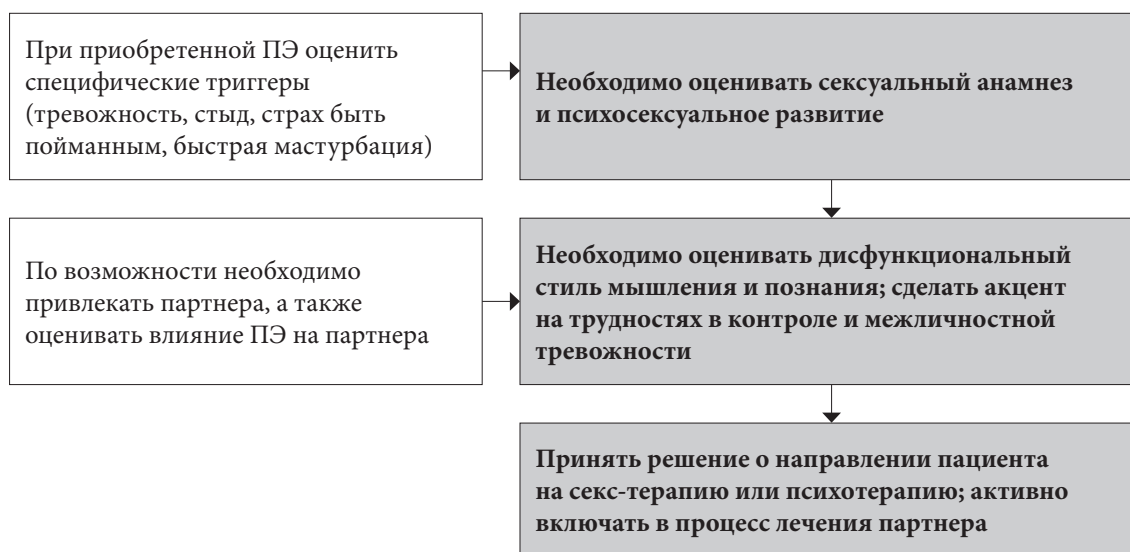 При приобретенной ПЭ оценить
специфические триггеры
(тревожность, стыд, страх быть
пойманным, быстрая мастурбация)
Необходимо оценивать сексуальный анамнез
и психосексуальное развитие
По возможности необходимо
привлекать партнера, а также
оценивать влияние ПЭ на партнера
Необходимо оценивать дисфункциональный
стиль мышления и познания; сделать акцент
на трудностях в контроле и межличностной
тревожности
Принять решение о направлении пациента
на секс-терапию или психотерапию; активно
включать в процесс лечения партнера